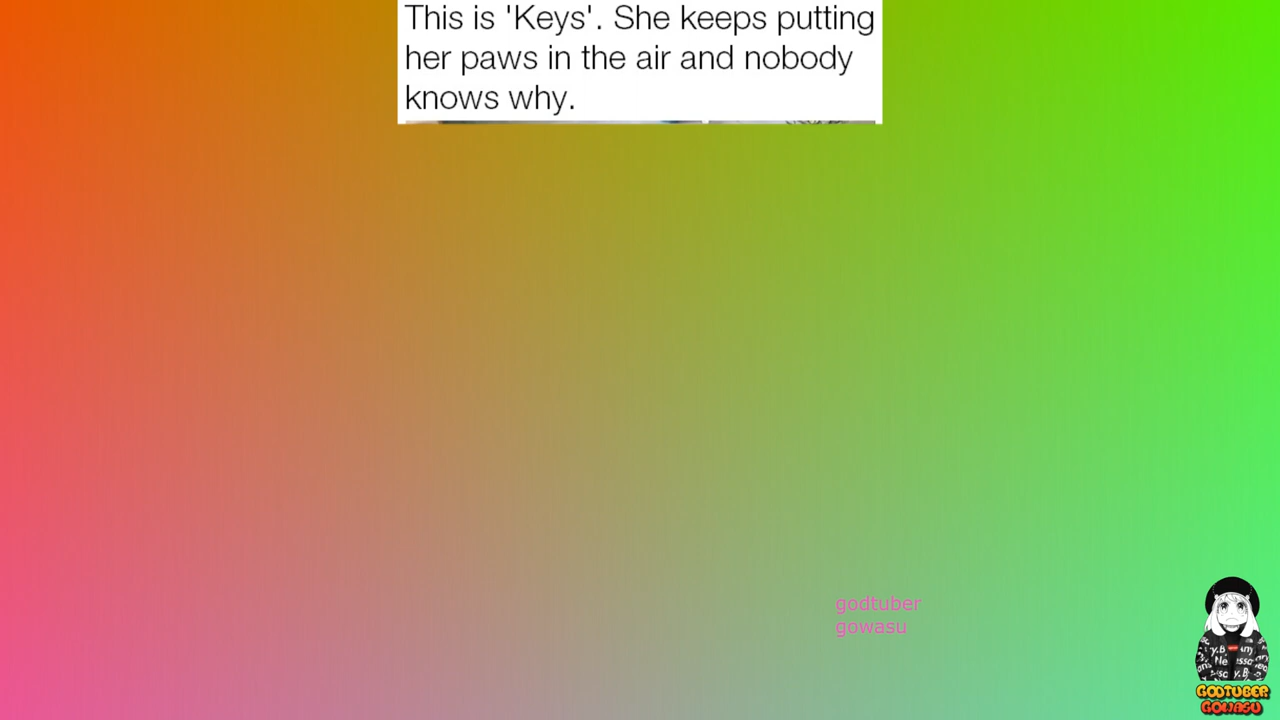 This is 'Keys'. She keeps putting
her paws in the air and nobody
knows why.
godtuber
gowasu
GODTUBER
GOWASU